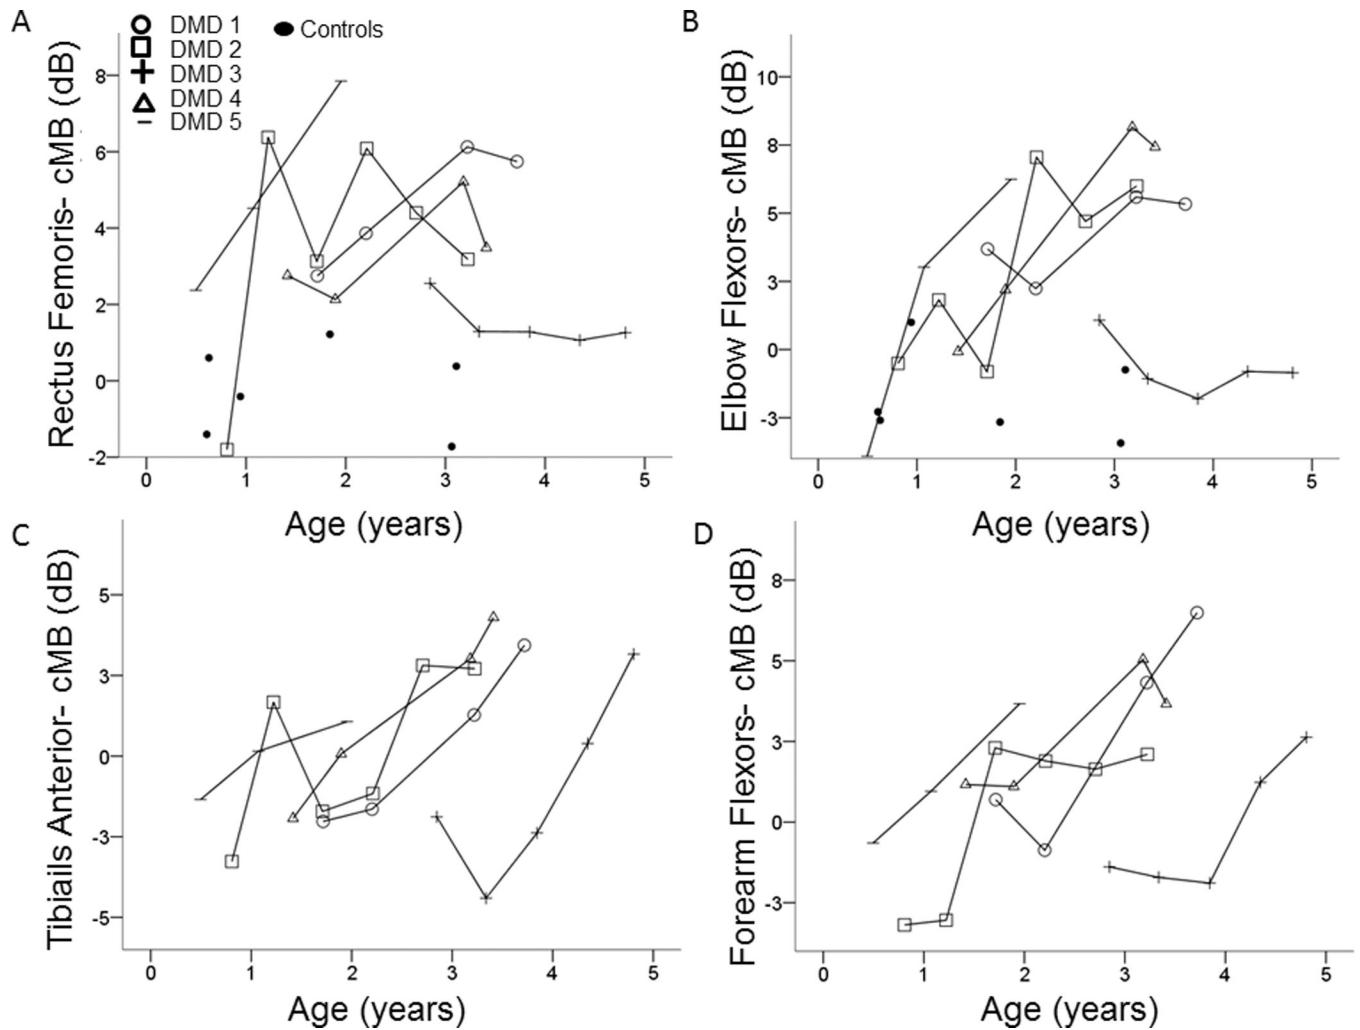 A
DMD 1
DMD 2
DMD 3
DMD 4
DMD 5
Controls
Rectus Femoris- cMB (dB)
8
6
4
2
0
-2
0 1 2 3 4 5
Age (years)
B
Elbow Flexors- cMB (dB)
10
8
5
3
0
-3
0 1 2 3 4 5
Age (years)
C
Tibiails Anterior- cMB (dB)
5
3
0
-3
-5
0 1 2 3 4 5
Age (years)
D
Forearm Flexors- cMB (dB)
8
5
3
0
-3
0 1 2 3 4 5
Age (years)